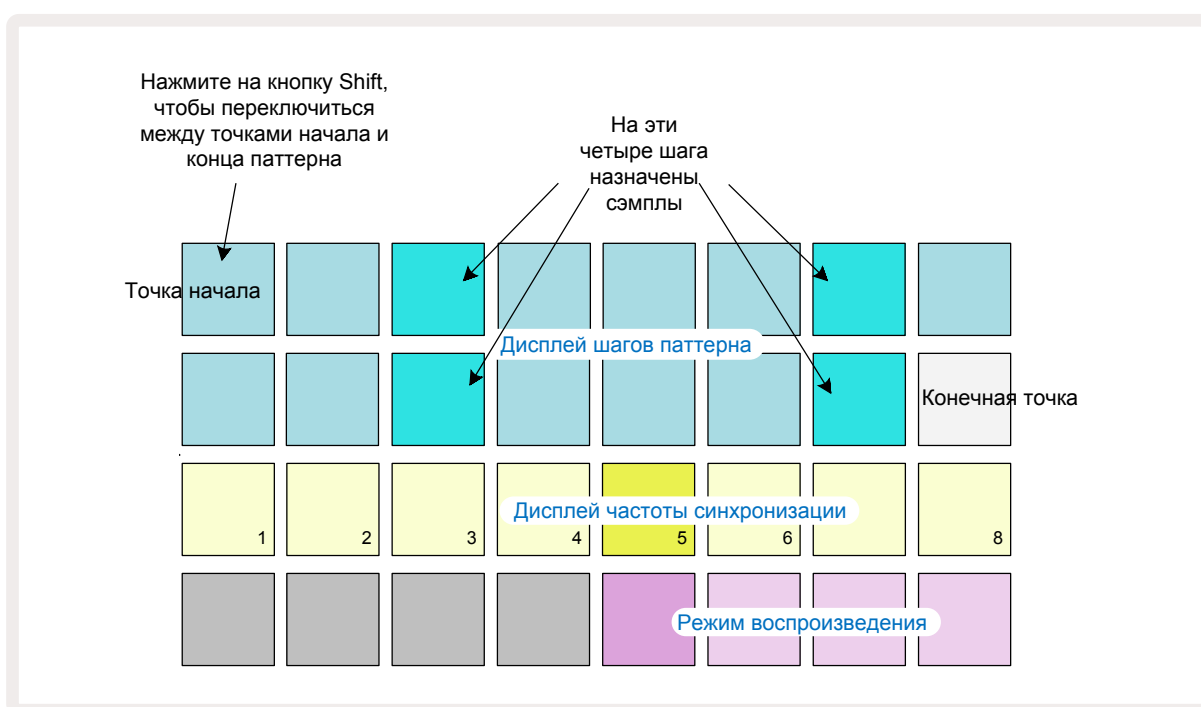 Нажмите на кнопку Shift,
чтобы переключиться
между точками начала и
конца паттерна
На эти
четыре шага
назначены
сэмплы
Точка начала
Дисплей шагов паттерна
Конечная точка
Дисплей частоты синхронизации
1 2 3 4 5 6 8
Режим воспроизведения